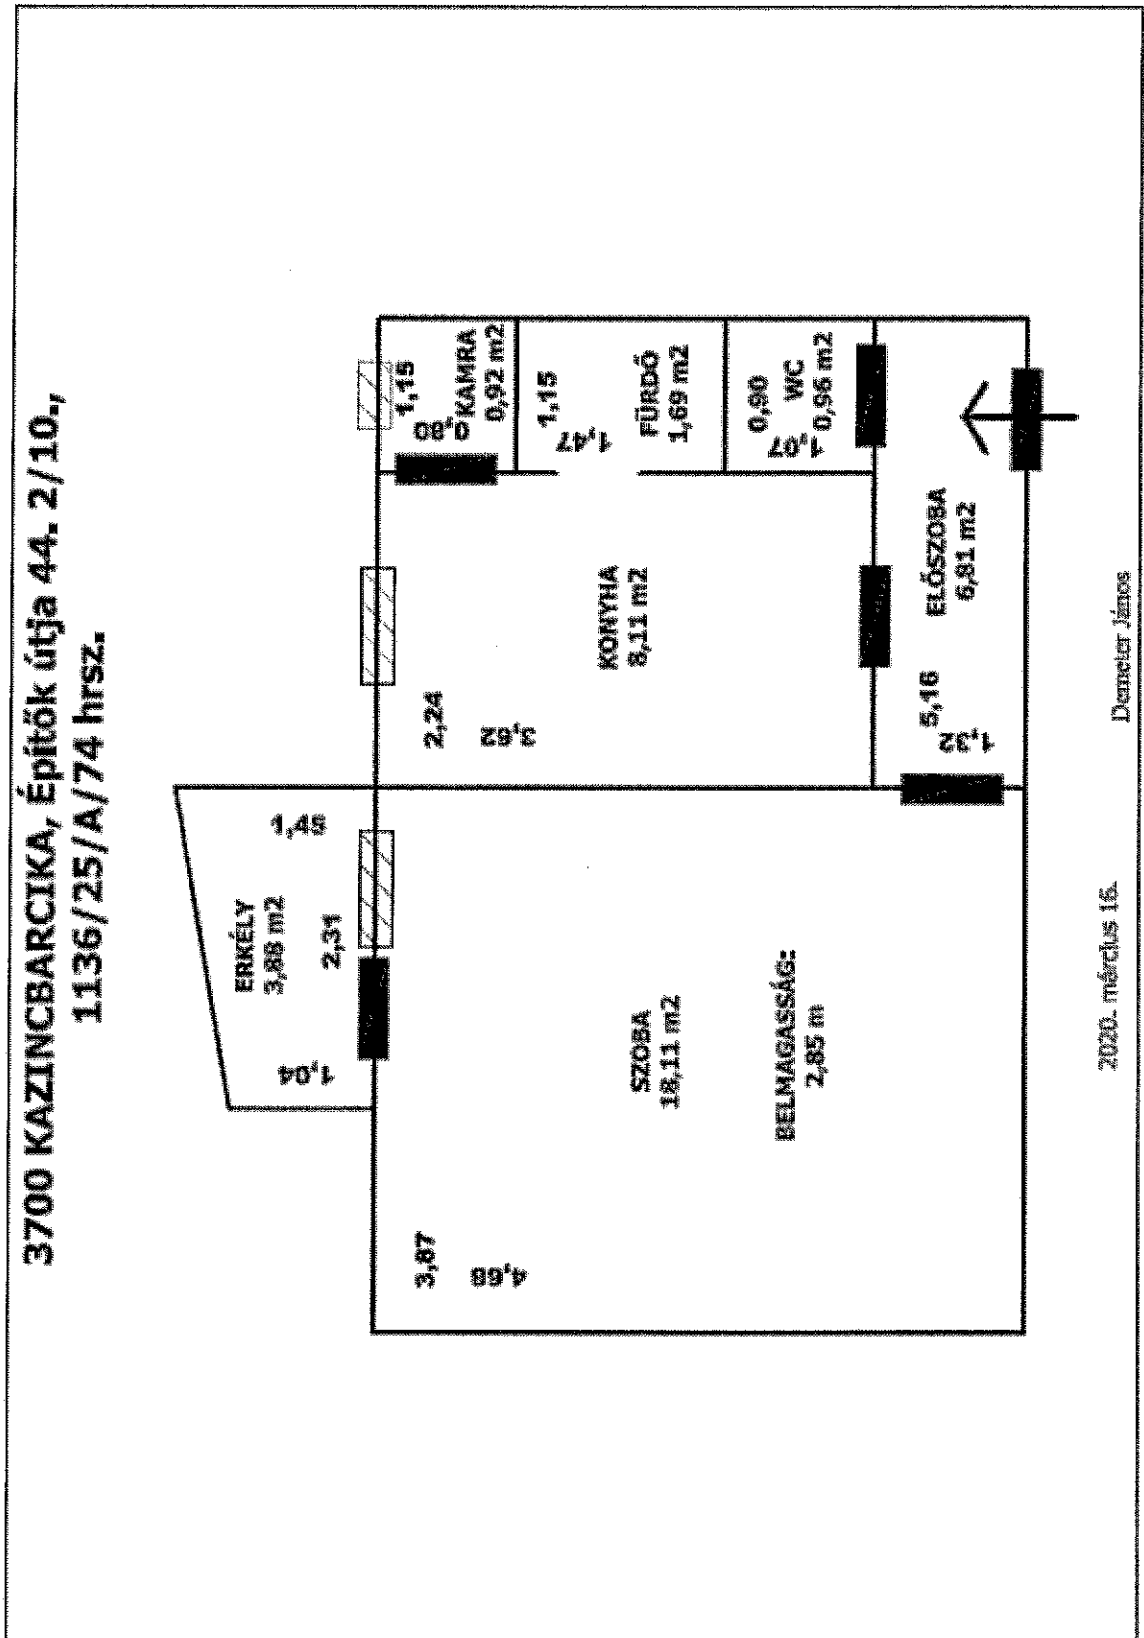 3700 KAZINCBARCIKA, Építők útja 44. 2/10.,
1136/25/A/74 hrsz.
ERKÉLY
3,88 m2
1,04
2,31
1,45
3,87
4,68
SZOBA
18,11 m2
BELMAGASSÁG:
2,85 m
2,24
3,62
KONYHA
8,11 m2
1,15
0,80
KAMRA
0,92 m2
1,15
1,47
FÜRDŐ
1,69 m2
0,90
1,07
WC
0,96 m2
5,16
1,32
ELŐSZOBA
6,81 m2
2020. március 16.
Demeter János